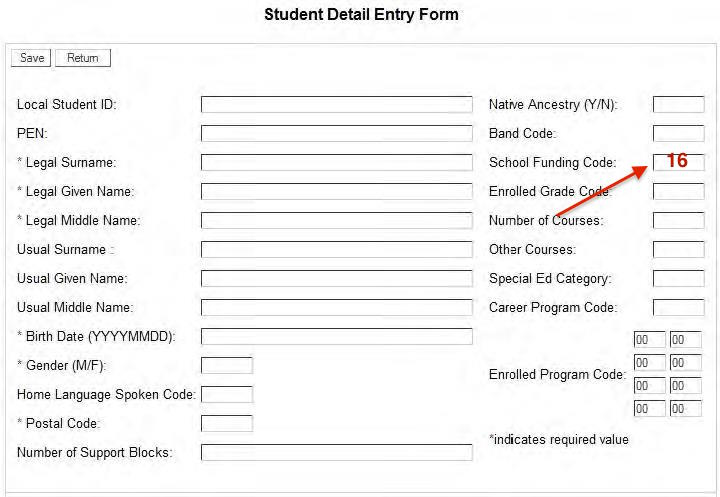 Student Detail Entry Form
Save Return
Local Student ID:
PEN:
* Legal Surname:
* Legal Given Name:
* Legal Middle Name:
Usual Surname :
Usual Given Name:
Usual Middle Name:
* Birth Date (YYYYMMDD):
* Gender (M/F):
Home Language Spoken Code:
* Postal Code:
Number of Support Blocks:
Native Ancestry (Y/N):
Band Code:
School Funding Code: 16
Enrolled Grade Code:
Number of Courses:
Other Courses:
Special Ed Category:
Career Program Code:
Enrolled Program Code:
00 00
00 00
00 00
00 00
*indicates required value